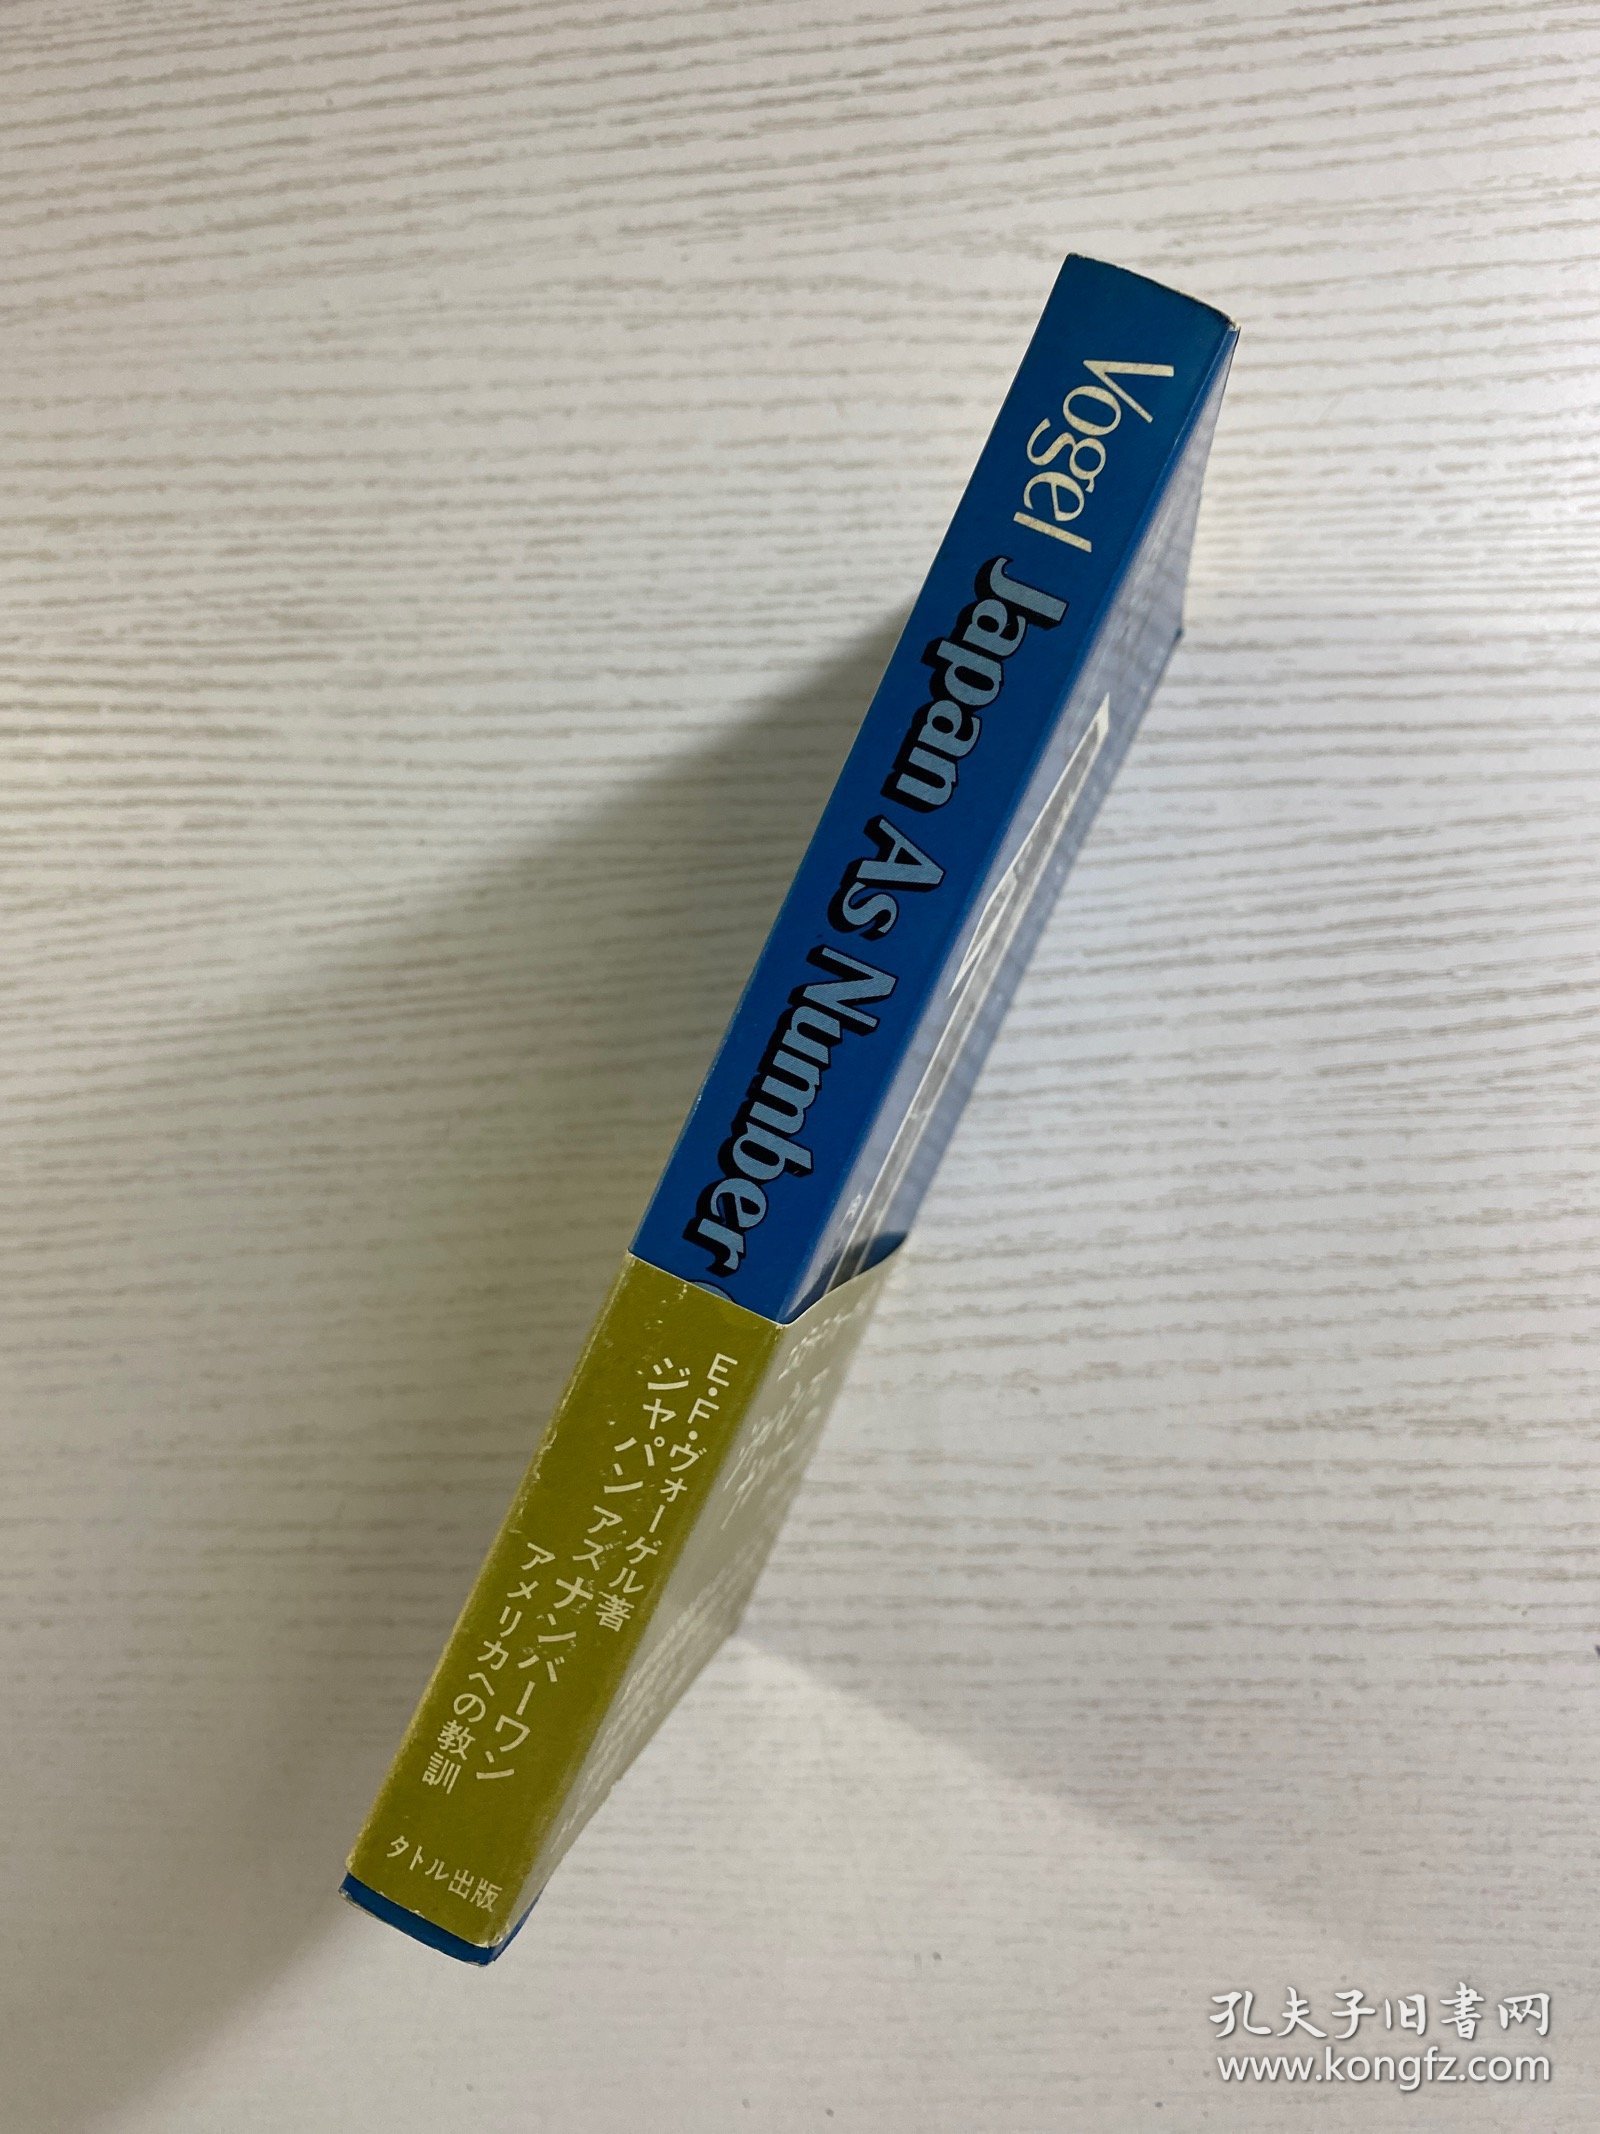 Vogel Japan As Number
E・F・ヴォーゲル著
ジャパン アズ ナンバーワン
アメリカへの教訓
タトル出版
孔夫子旧书网
www.kongfz.com